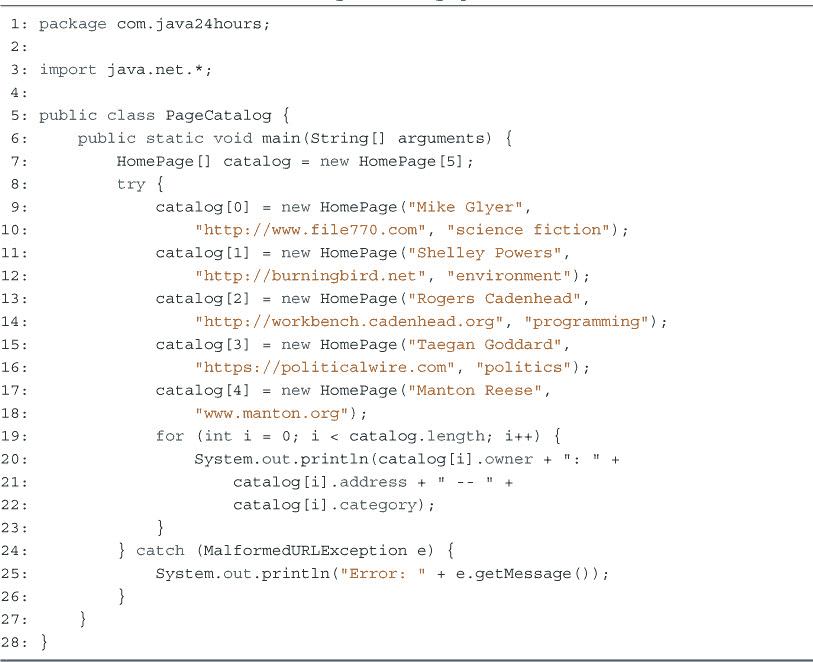 1: package com.java24hours;
2:
3: import java.net.*;
4:
5: public class PageCatalog {
6:     public static void main(String[] arguments) {
7:         HomePage[] catalog = new HomePage[5];
8:         try {
9:             catalog[0] = new HomePage("Mike Glyer",
10:                 "http://www.file770.com", "science fiction");
11:             catalog[1] = new HomePage("Shelley Powers",
12:                 "http://burningbird.net", "environment");
13:             catalog[2] = new HomePage("Rogers Cadenhead",
14:                 "http://workbench.cadenhead.org", "programming");
15:             catalog[3] = new HomePage("Taegan Goddard",
16:                 "https://politicalwire.com", "politics");
17:             catalog[4] = new HomePage("Manton Reese",
18:                 "www.manton.org");
19:             for (int i = 0; i < catalog.length; i++) {
20:                 System.out.println(catalog[i].owner + ": " +
21:                     catalog[i].address + " -- " +
22:                     catalog[i].category);
23:             }
24:         } catch (MalformedURLException e) {
25:             System.out.println("Error: " + e.getMessage());
26:         }
27:     }
28: }